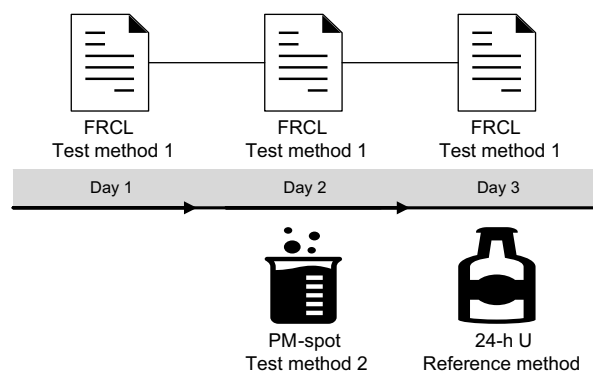 FRCL
Test method 1
FRCL
Test method 1
FRCL
Test method 1
Day 1
Day 2
Day 3
PM-spot
Test method 2
24-h U
Reference method